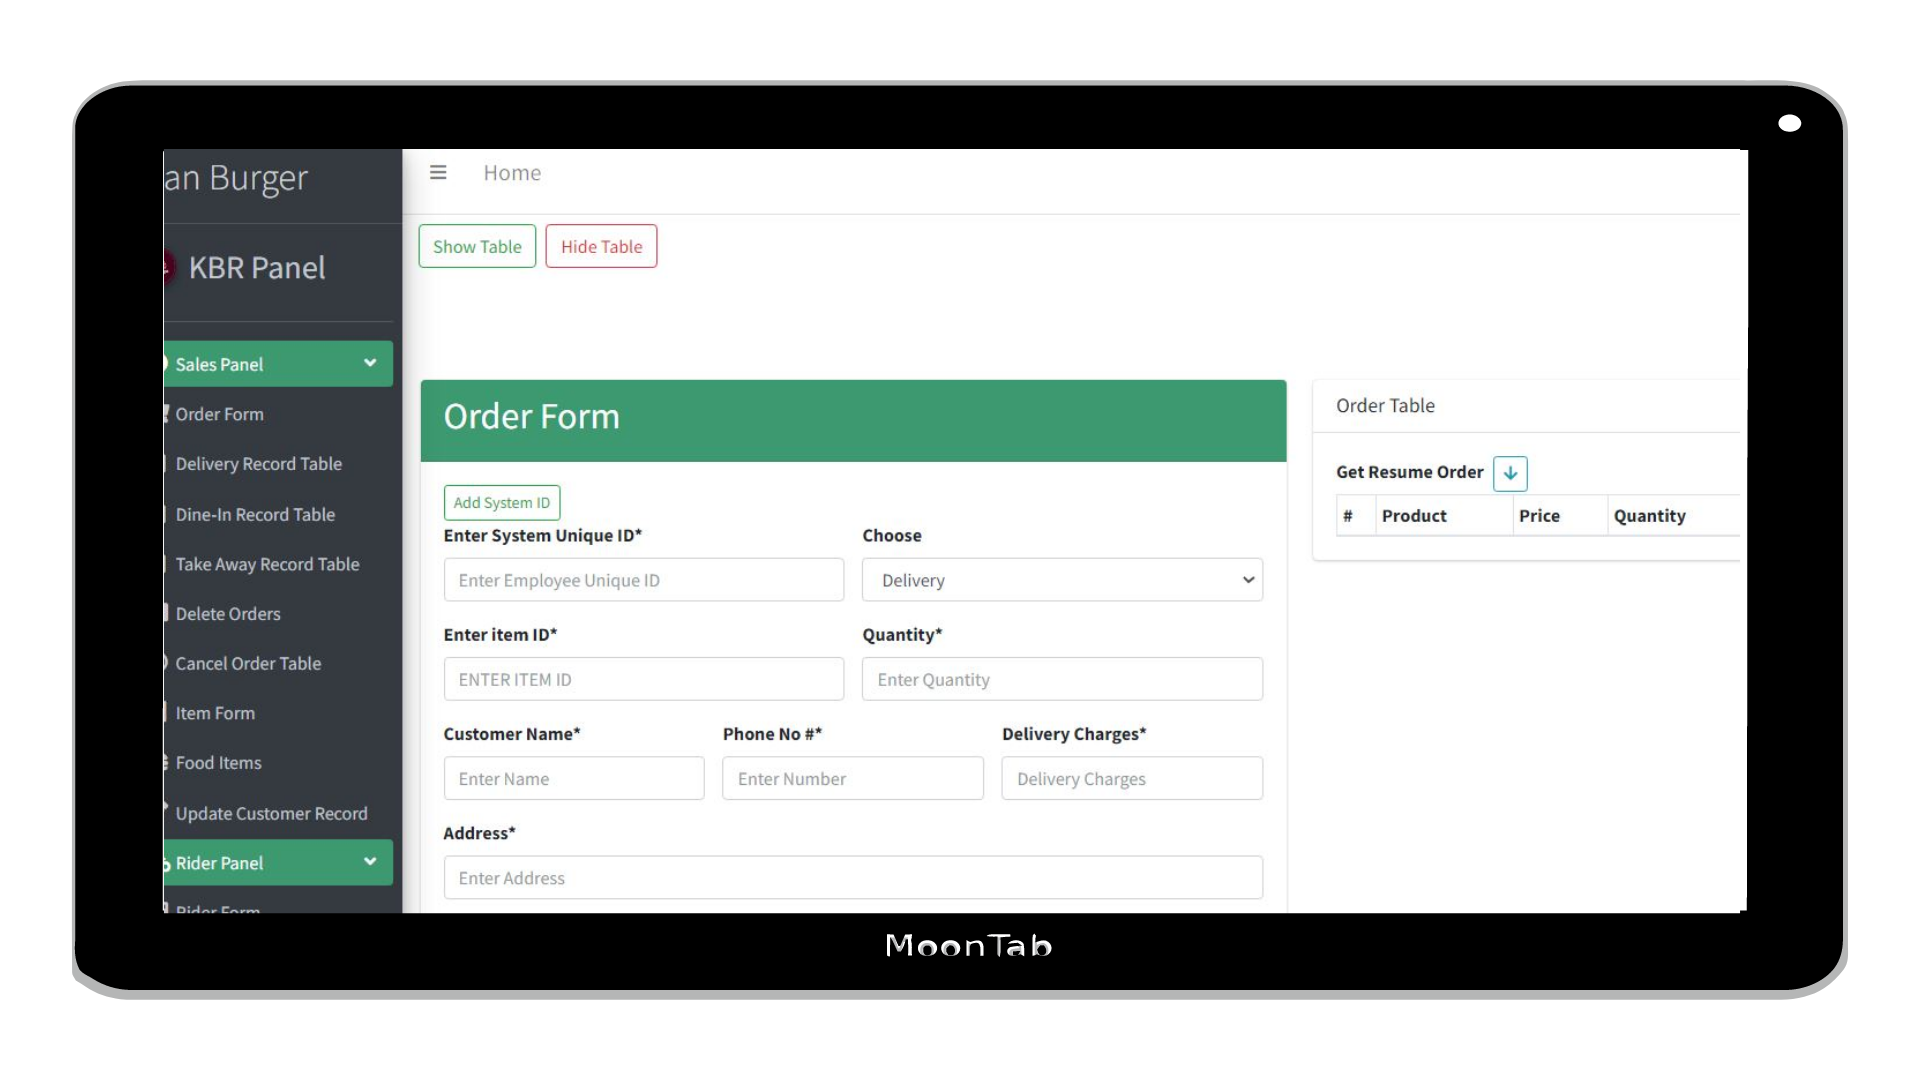 an Burger
KBR Panel
Sales Panel
Order Form
Delivery Record Table
Dine-In Record Table
Take Away Record Table
Delete Orders
Cancel Order Table
Item Form
Food Items
Update Customer Record
Rider Panel
Rider Form
Home
Show Table Hide Table
Order Form
Add System ID
Enter System Unique ID* Choose
Enter Employee Unique ID Delivery
Enter item ID* Quantity*
ENTER ITEM ID Enter Quantity
Customer Name* Phone No #* Delivery Charges*
Enter Name Enter Number Delivery Charges
Address*
Enter Address
Order Table
Get Resume Order
# Product Price Quantity
MoonTab